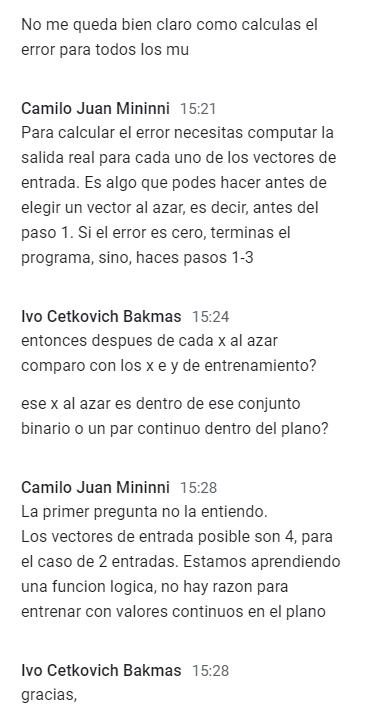 No me queda bien claro como calculas el
error para todos los mu
Camilo Juan Mininni 15:21
Para calcular el error necesitas computar la
salida real para cada uno de los vectores de
entrada. Es algo que podes hacer antes de
elegir un vector al azar, es decir, antes del
paso 1. Si el error es cero, terminas el
programa, sino, haces pasos 1-3
Ivo Cetkovich Bakmas 15:24
entonces despues de cada x al azar
comparo con los x e y de entrenamiento?
ese x al azar es dentro de ese conjunto
binario o un par continuo dentro del plano?
Camilo Juan Mininni 15:28
La primer pregunta no la entiendo.
Los vectores de entrada posible son 4, para
el caso de 2 entradas. Estamos aprendiendo
una funcion logica, no hay razon para
entrenar con valores continuos en el plano
Ivo Cetkovich Bakmas 15:28
gracias,